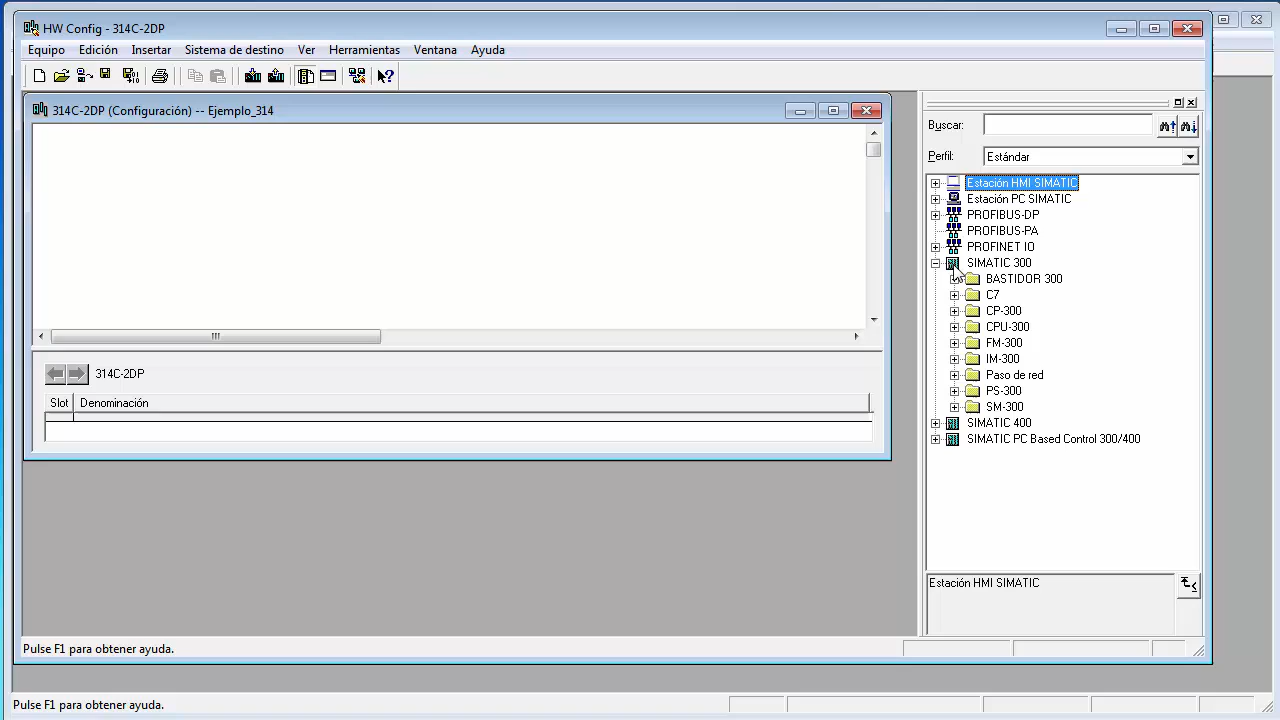 HW Config - 314C-2DP
Equipo Edición Insertar Sistema de destino Ver Herramientas Ventana Ayuda
314C-2DP (Configuración) -- Ejemplo_314
314C-2DP
Slot Denominación
Buscar:
Perfil: Estándar
Estación HMI SIMATIC
Estación PC SIMATIC
PROFIBUS-DP
PROFIBUS-PA
PROFINET IO
SIMATIC 300
BASTIDOR 300
C7
CP-300
CPU-300
FM-300
IM-300
Paso de red
PS-300
SM-300
SIMATIC 400
SIMATIC PC Based Control 300/400
Estación HMI SIMATIC
Pulse F1 para obtener ayuda.
Pulse F1 para obtener ayuda.